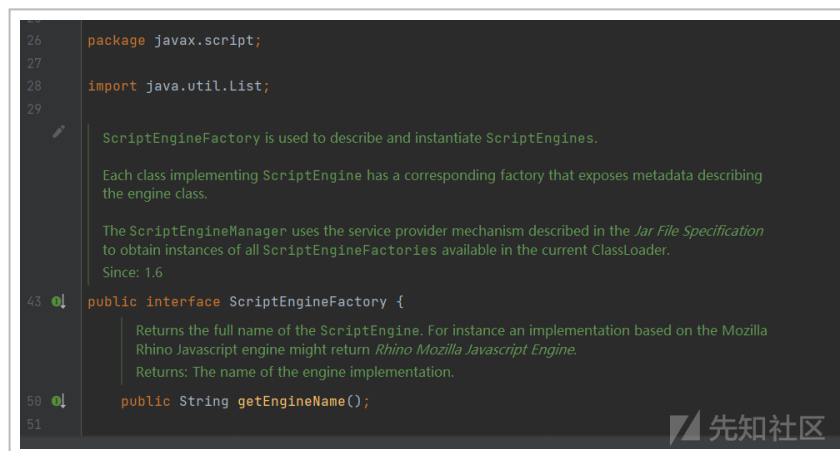 26 package javax.script;
27
28 import java.util.List;
29
ScriptEngineFactory is used to describe and instantiate ScriptEngines.
Each class implementing ScriptEngine has a corresponding factory that exposes metadata describing
the engine class.
The ScriptEngineManager uses the service provider mechanism described in the Jar File Specification
to obtain instances of all ScriptEngineFactories available in the current ClassLoader.
Since: 1.6
43 public interface ScriptEngineFactory {
Returns the full name of the ScriptEngine. For instance an implementation based on the Mozilla
Rhino Javascript engine might return Rhino Mozilla Javascript Engine.
Returns: The name of the engine implementation.
50 public String getEngineName();
51
先知社区